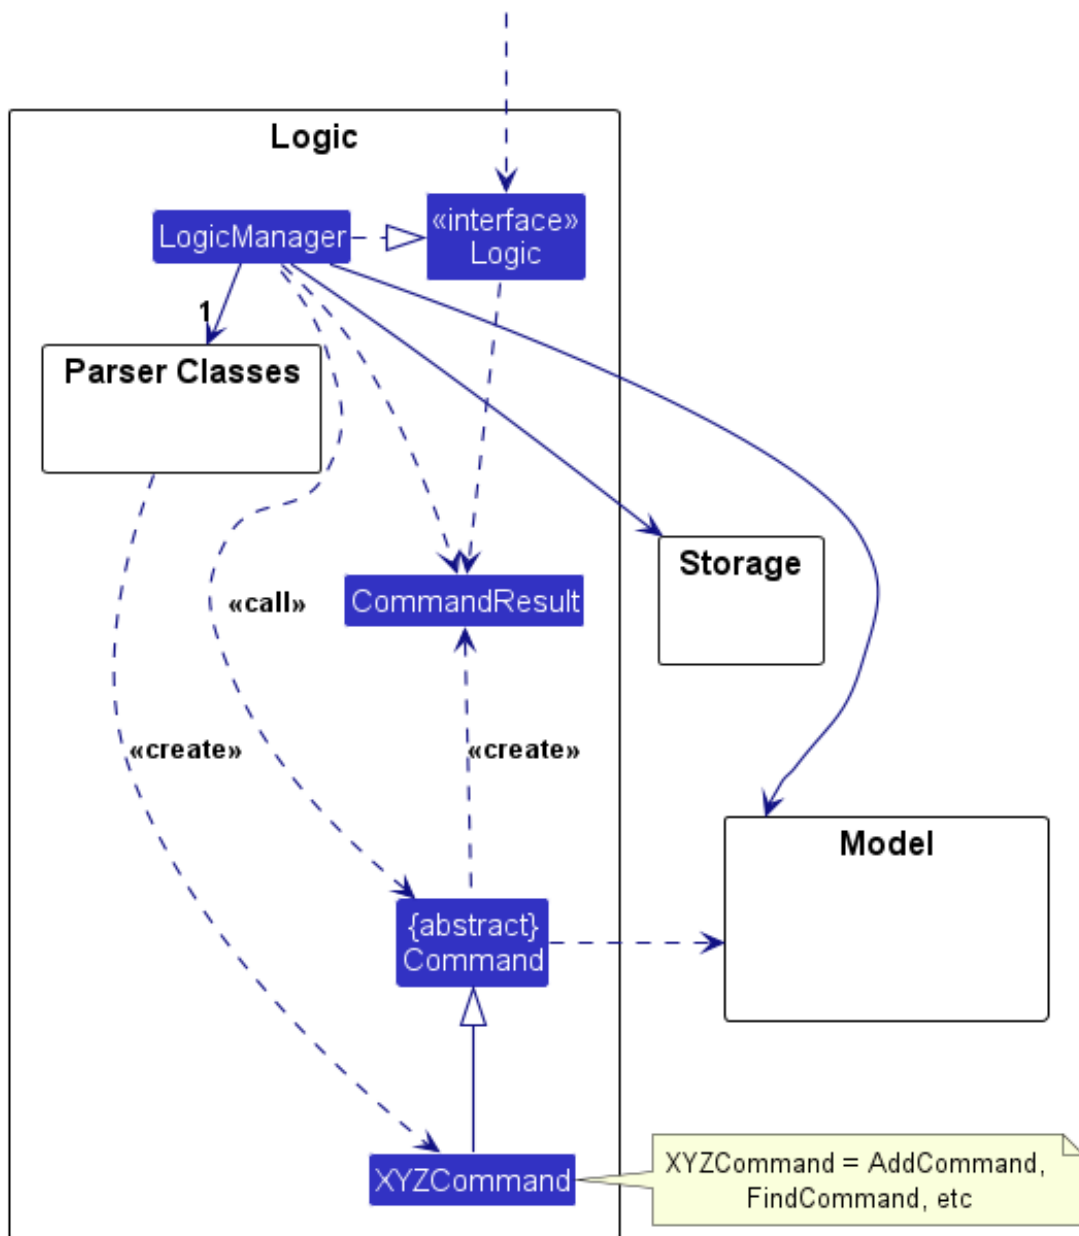 Logic
LogicManager
«interface»
Logic
1
Parser Classes
Storage
CommandResult
«call»
«create»
«create»
Model
{abstract}
Command
XYZCommand
XYZCommand = AddCommand,
FindCommand, etc